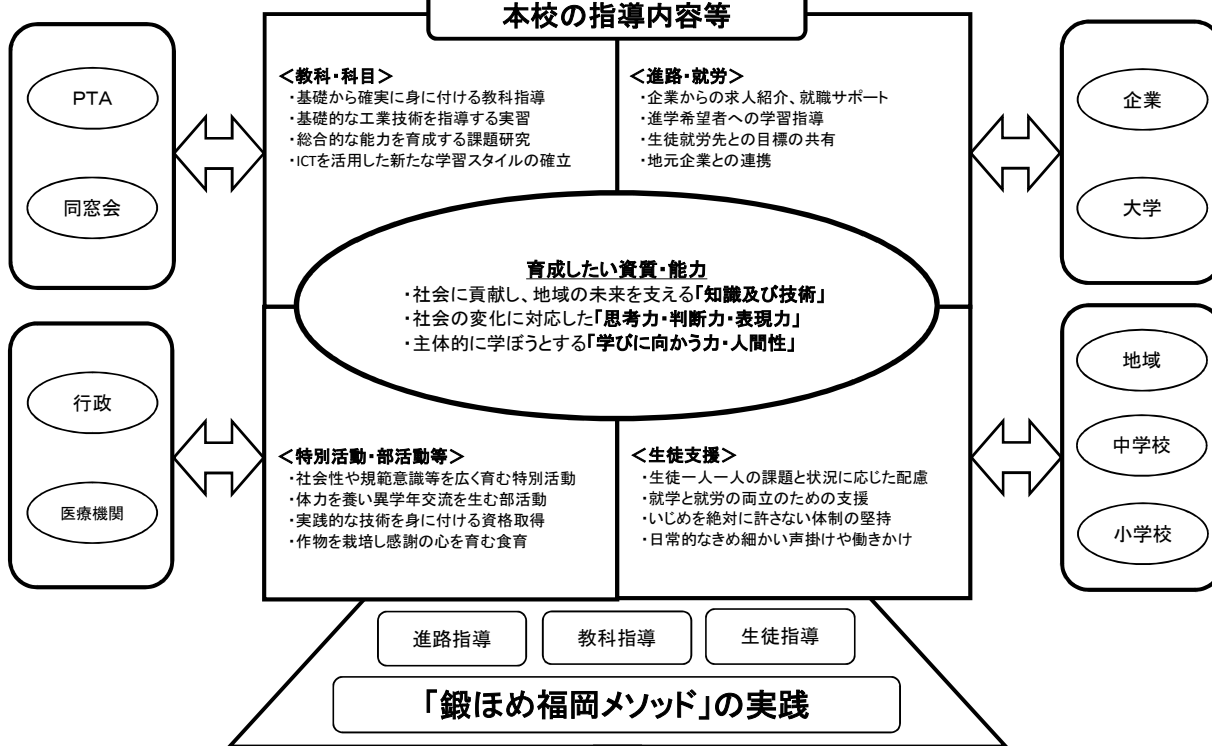 本校の指導内容等
PTA
同窓会
<教科・科目>
・基礎から確実に身に付ける教科指導
・基礎的な工業技術を指導する実習
・総合的な能力を育成する課題研究
・ICTを活用した新たな学習スタイルの確立
<進路・就労>
・企業からの求人紹介、就職サポート
・進学希望者への学習指導
・生徒就労先との目標の共有
・地元企業との連携
企業
大学
育成したい資質・能力
・社会に貢献し、地域の未来を支える「知識及び技術」
・社会の変化に対応した「思考力・判断力・表現力」
・主体的に学ぼうとする「学びに向かう力・人間性」
行政
医療機関
<特別活動・部活動等>
・社会性や規範意識等を広く育む特別活動
・体力を養い異学年交流を生む部活動
・実践的な技術を身に付ける資格取得
・作物を栽培し感謝の心を育む食育
<生徒支援>
・生徒一人一人の課題と状況に応じた配慮
・就学と就労の両立のための支援
・いじめを絶対に許さない体制の堅持
・日常的なきめ細かい声掛けや働きかけ
地域
中学校
小学校
進路指導
教科指導
生徒指導
「鍛ほめ福岡メソッド」の実践